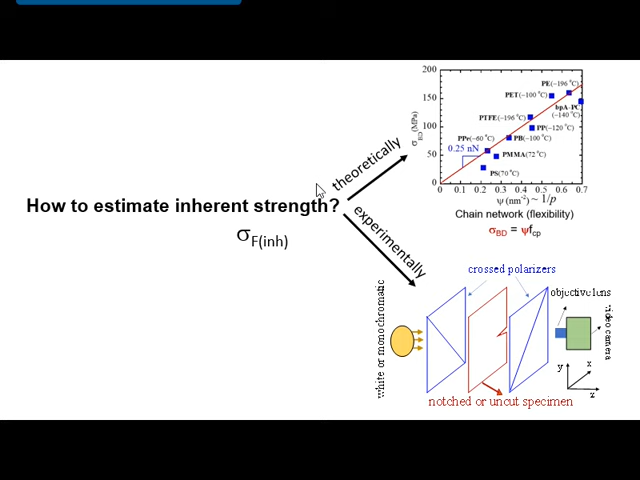 How to estimate inherent strength?
σF(inh)
theoretically
experimentally
200
150
100
50
0
σBD (MPa)
PE(−196 °C)
PET(−100 °C)
bpA-PC
(−140 °C)
PTFE(−196 °C)
PP(−120 °C)
PPe(−60 °C)
PB(−100 °C)
0.25 nN
PMMA(72 °C)
PS(70 °C)
0 0.1 0.2 0.3 0.4 0.5 0.6 0.7
ψ (nm⁻²) ~ 1/p
Chain network (flexibility)
σBD = ψfcp
crossed polarizers
white or monochromatic
objective lens
video camera
y x
z
notched or uncut specimen